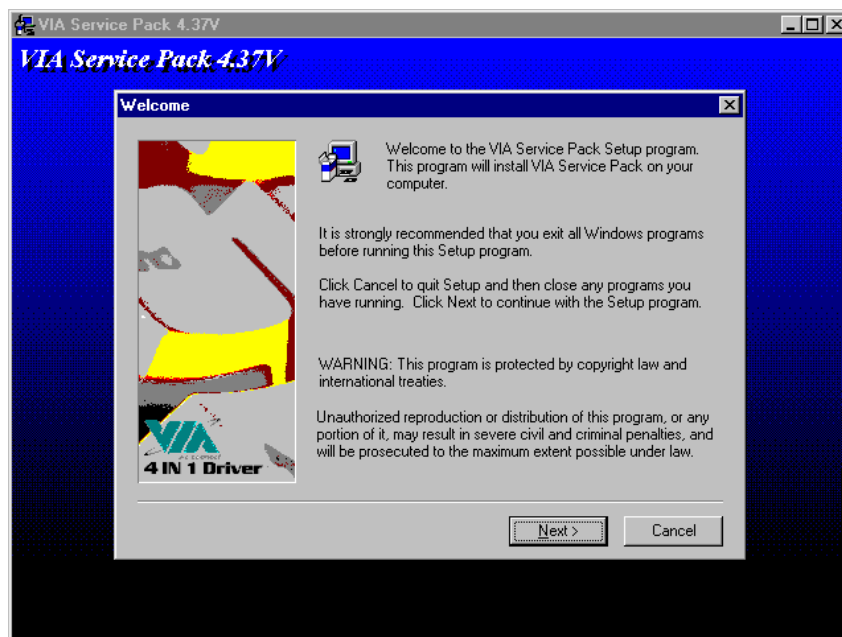 VIA Service Pack 4.37V
VIA Service Pack 4.37V
Welcome
Welcome to the VIA Service Pack Setup program.
This program will install VIA Service Pack on your
computer.
It is strongly recommended that you exit all Windows programs
before running this Setup program.
Click Cancel to quit Setup and then close any programs you
have running. Click Next to continue with the Setup program.
WARNING: This program is protected by copyright law and
international treaties.
Unauthorized reproduction or distribution of this program, or any
portion of it, may result in severe civil and criminal penalties, and
will be prosecuted to the maximum extent possible under law.
VIA
4 IN 1 Driver
Next >
Cancel